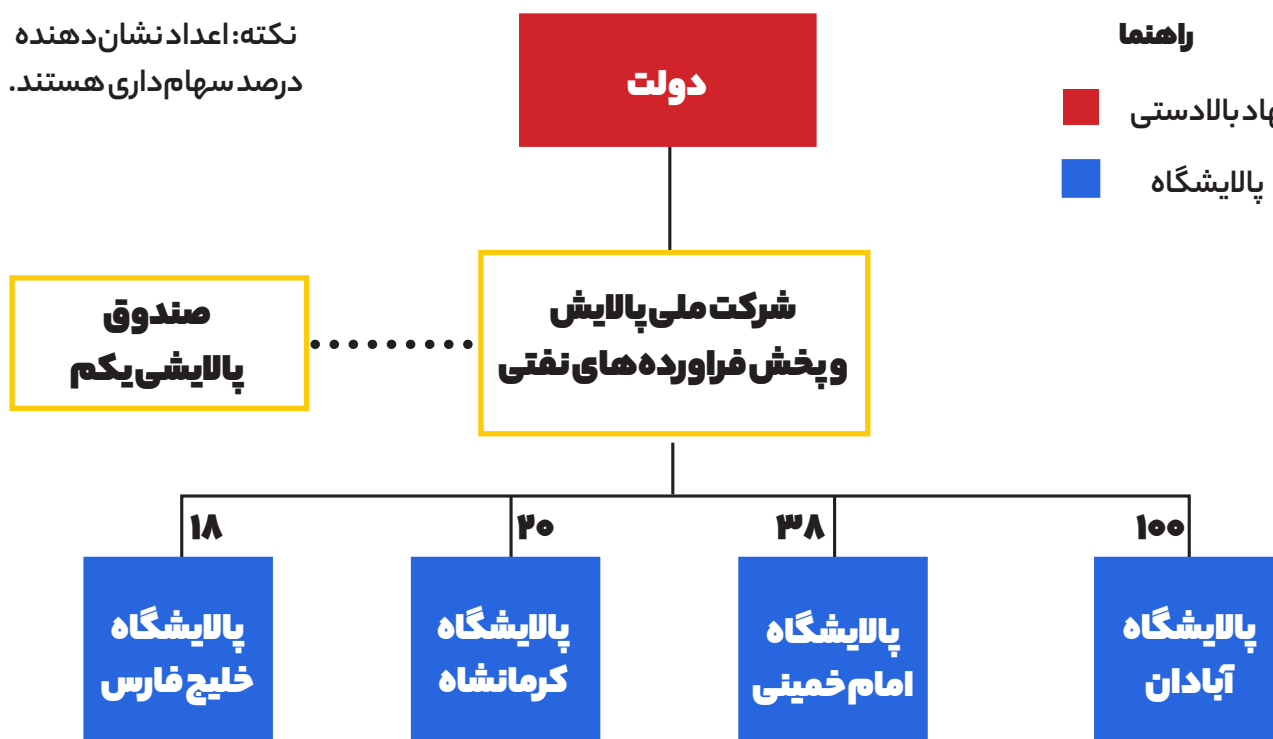 نکته: اعداد نشان‌دهنده
درصد سهام‌داری هستند.
راهنما
بالادستی
پالایشگاه
دولت
صندوق
پالایشی یکم
شرکت ملی پالایش
و پخش فراورده‌های نفتی
۱۰۰
۳۸
۲۰
۱۸
پالایشگاه
آبادان
پالایشگاه
امام خمینی
پالایشگاه
کرمانشاه
پالایشگاه
خلیج فارس